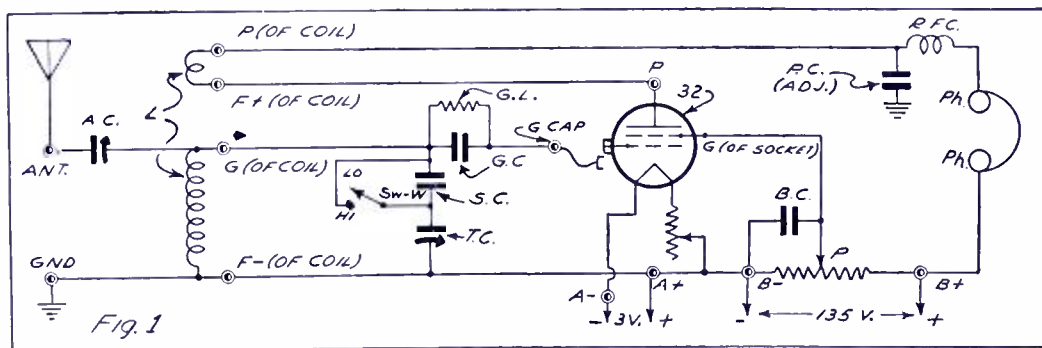 P (OF COIL)
R.F.C.
F+ (OF COIL)
P
P.C.
(ADJ.)
32
Ph.
L
G.L.
A.C.
G CAP
ANT.
G (OF COIL)
G.C
G (OF SOCKET)
Ph.
LO
SW-W
S.C.
HI
B.C.
T.C.
P
GND
F- (OF COIL)
A+
B-
B+
A-
- 3V. +
- 135 V. +
Fig. 1